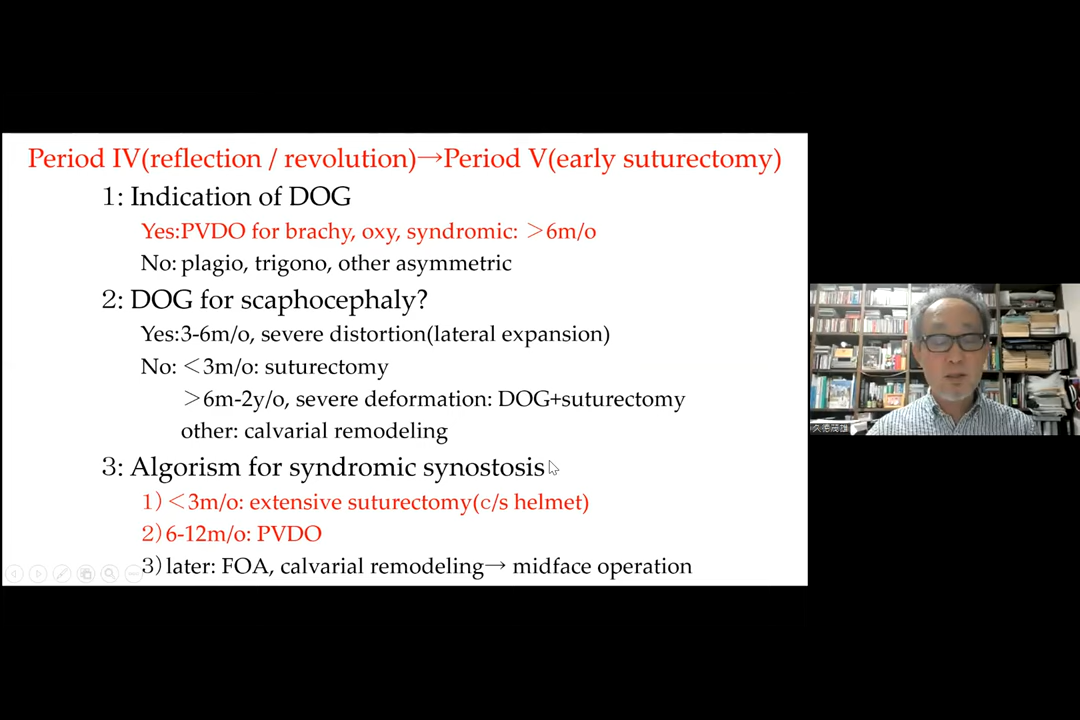 Period IV(reflection / revolution)→Period V(early suturectomy)
1: Indication of DOG
Yes:PVDO for brachy, oxy, syndromic: >6m/o
No: plagio, trigono, other asymmetric
2: DOG for scaphocephaly?
Yes:3-6m/o, severe distortion(lateral expansion)
No: <3m/o: suturectomy
>6m-2y/o, severe deformation: DOG+suturectomy
other: calvarial remodeling
3: Algorism for syndromic synostosis
1) <3m/o: extensive suturectomy(c/s helmet)
2) 6-12m/o: PVDO
3) later: FOA, calvarial remodeling→ midface operation